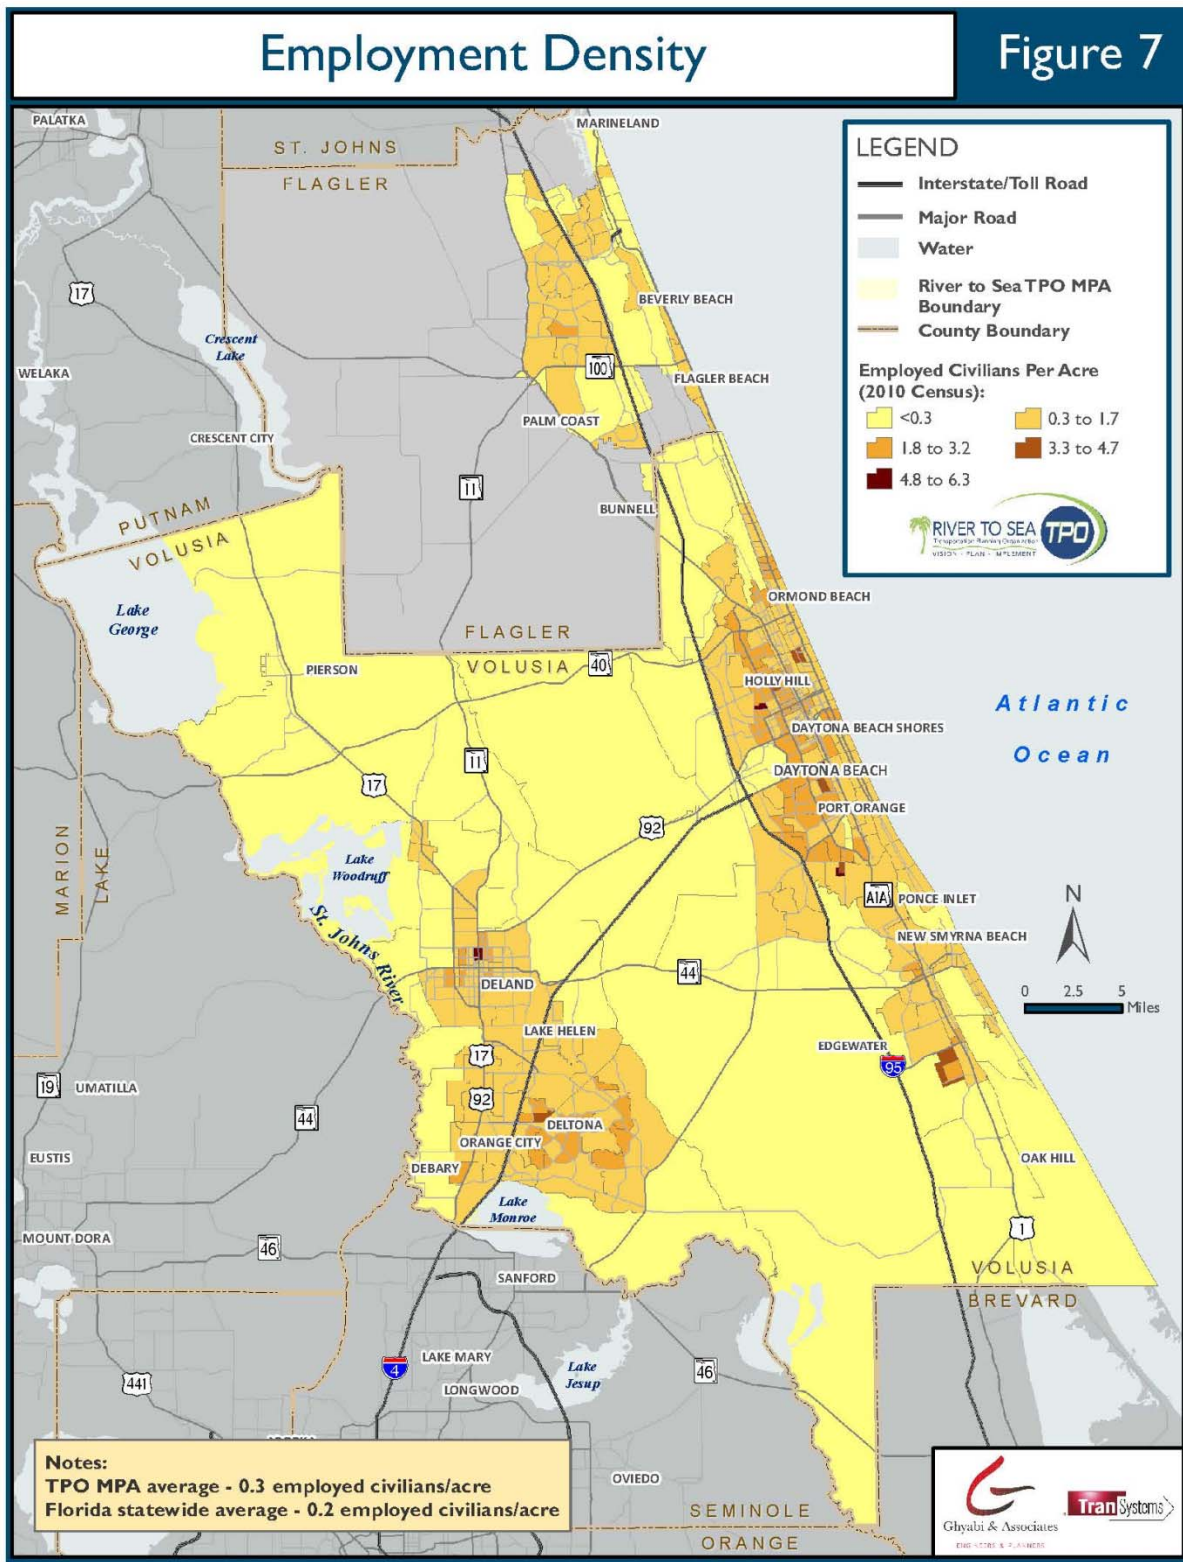 Employment Density
Figure 7
PALATKA
MARINELAND
ST. JOHNS
FLAGLER
LEGEND
Interstate/Toll Road
Major Road
Water
River to Sea TPO MPA
Boundary
County Boundary
Employed Civilians Per Acre
(2010 Census):
<0.3
0.3 to 1.7
1.8 to 3.2
3.3 to 4.7
4.8 to 6.3
RIVER TO SEA
TPO
Transportation Planning Organization
VISION - PLAN - IMPLEMENT
17
BEVERLY BEACH
Crescent
Lake
100
WELAKA
FLAGLER BEACH
PALM COAST
CRESCENT CITY
11
BUNNELL
PUTNAM
VOLUSIA
Lake
George
ORMOND BEACH
FLAGLER
VOLUSIA
40
PIERSON
HOLLY HILL
Atlantic
Ocean
DAYTONA BEACH SHORES
11
DAYTONA BEACH
17
PORT ORANGE
92
MARION
LAKE
Lake
Woodruff
A1A
PONCE INLET
N
St. Johns River
NEW SMYRNA BEACH
44
DELAND
0 2.5 5
Miles
LAKE HELEN
EDGEWATER
17
95
19
UMATILLA
92
44
DELTONA
ORANGE CITY
EUSTIS
DEBARY
OAK HILL
Lake
Monroe
1
MOUNT DORA
46
VOLUSIA
BREVARD
SANFORD
LAKE MARY
4
Lake
Jesup
46
441
LONGWOOD
Notes:
TPO MPA average - 0.3 employed civilians/acre
Florida statewide average - 0.2 employed civilians/acre
OVIEDO
SEMINOLE
ORANGE
Ghyabi & Associates
ENGINEERS & PLANNERS
TranSystems